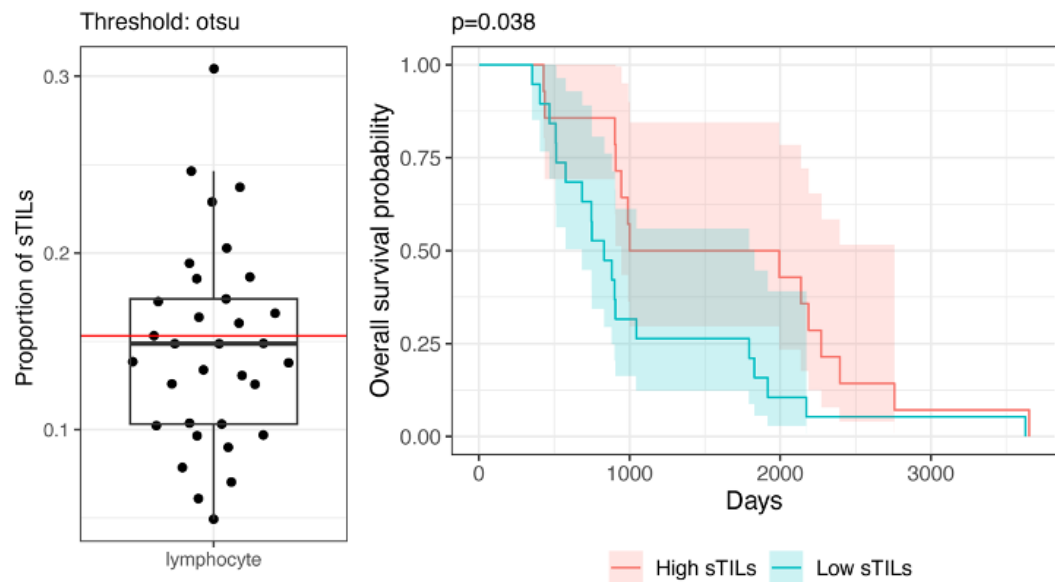 Threshold: otsu
Proportion of sTILs
0.3
0.2
0.1
lymphocyte
p=0.038
Overall survival probability
1.00
0.75
0.50
0.25
0.00
0 1000 2000 3000
Days
High sTILs Low sTILs